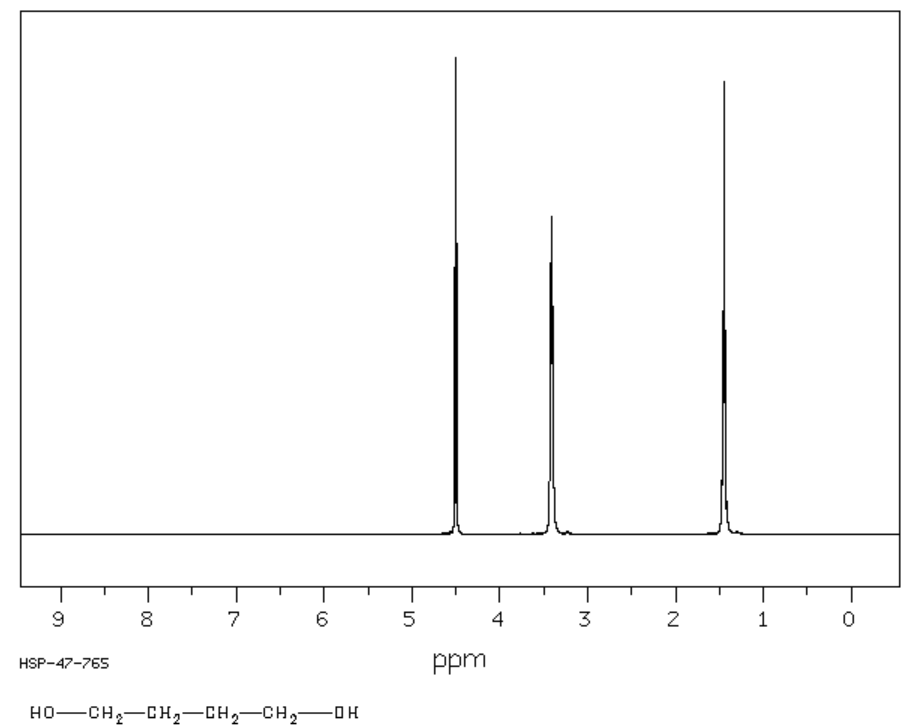 9 8 7 6 5 4 3 2 1 0
ppm
HSP-47-765
HO—CH₂—CH₂—CH₂—CH₂—OH